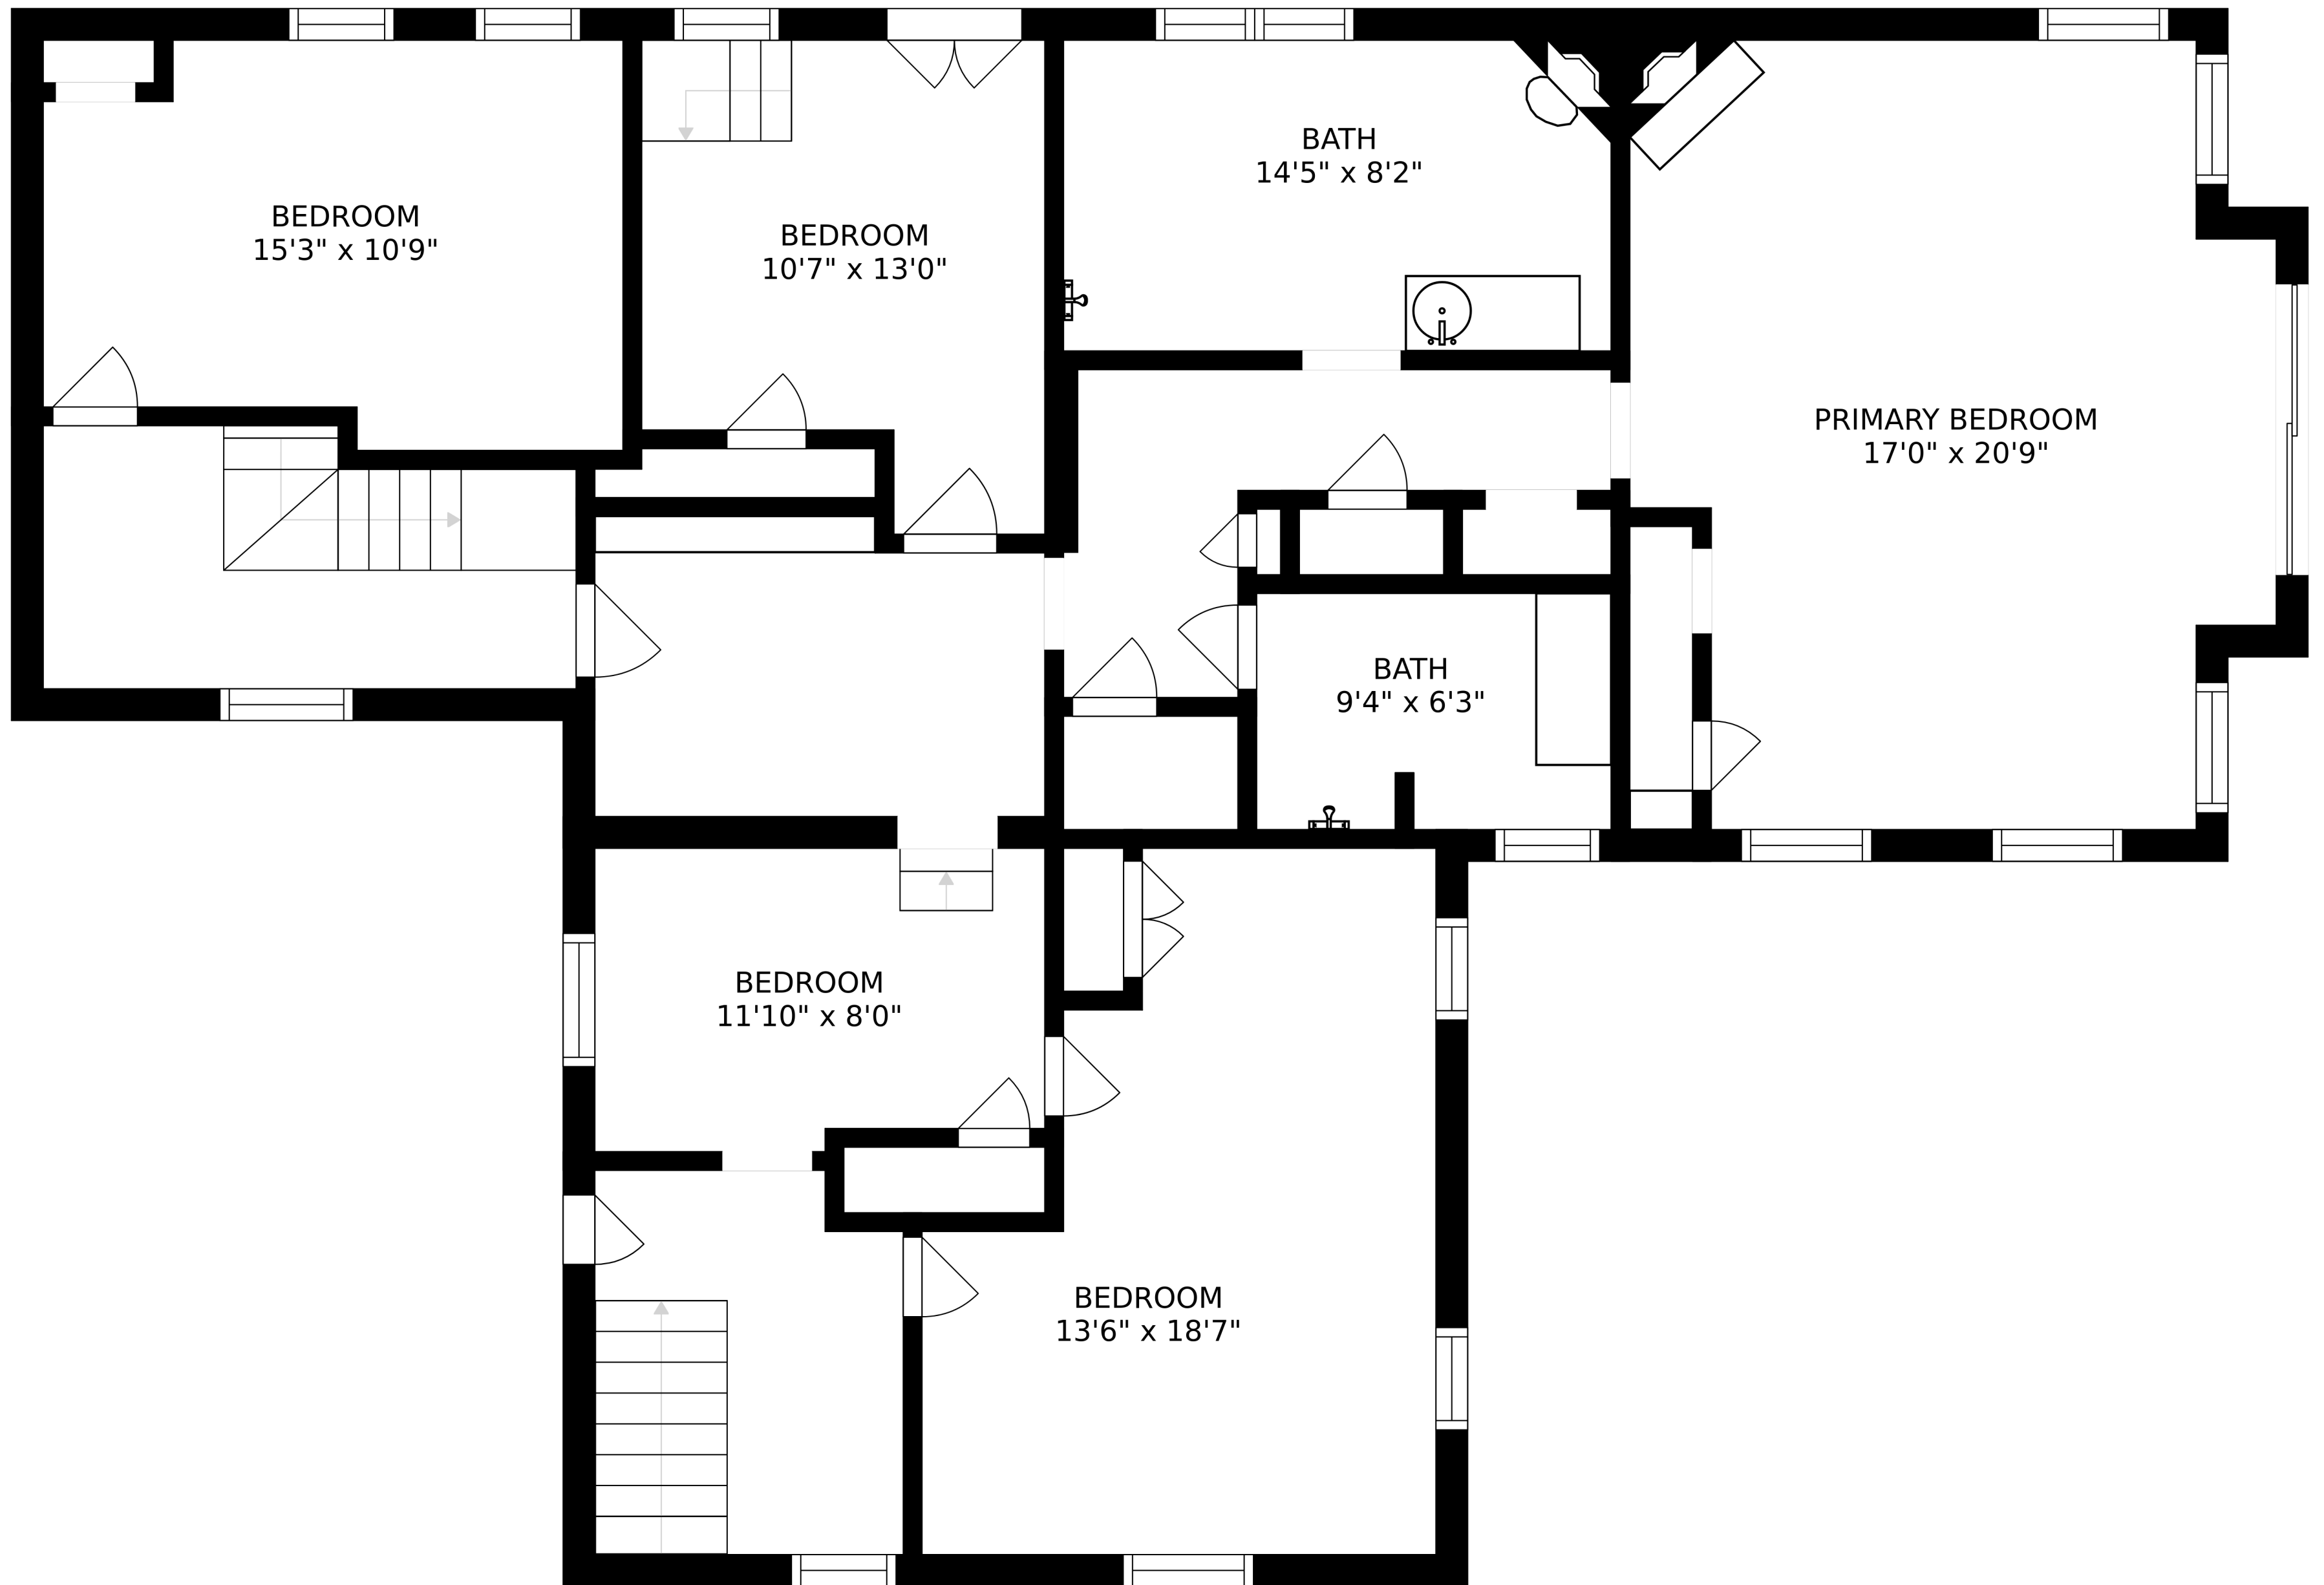 BATH
14'5" x 8'2"
BEDROOM
15'3" x 10'9"
BEDROOM
10'7" x 13'0"
PRIMARY BEDROOM
17'0" x 20'9"
BATH
9'4" x 6'3"
BEDROOM
11'10" x 8'0"
BEDROOM
13'6" x 18'7"